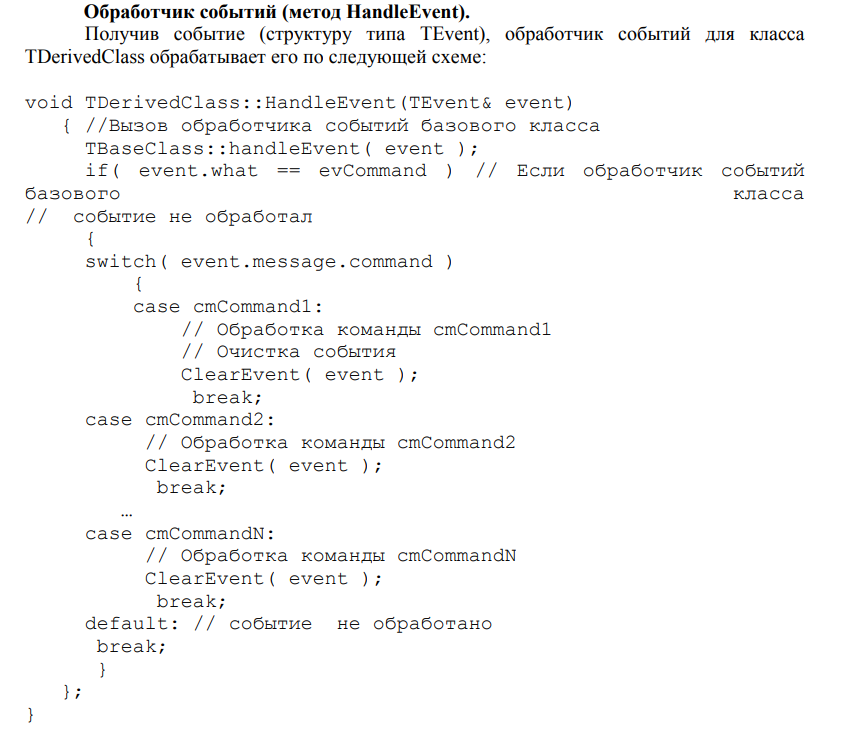 Обработчик событий (метод HandleEvent).
Получив событие (структуру типа TEvent), обработчик событий для класса
TDerivedClass обрабатывает его по следующей схеме:
void TDerivedClass::HandleEvent(TEvent& event)
{ //Вызов обработчика событий базового класса
TBaseClass::handleEvent( event );
if( event.what == evCommand ) // Если обработчик событий
базового класса
// событие не обработал
{
switch( event.message.command )
{
case cmCommand1:
// Обработка команды cmCommand1
// Очистка события
ClearEvent( event );
break;
case cmCommand2:
// Обработка команды cmCommand2
ClearEvent( event );
break;
…
case cmCommandN:
// Обработка команды cmCommandN
ClearEvent( event );
break;
default: // событие не обработано
break;
}
};
}